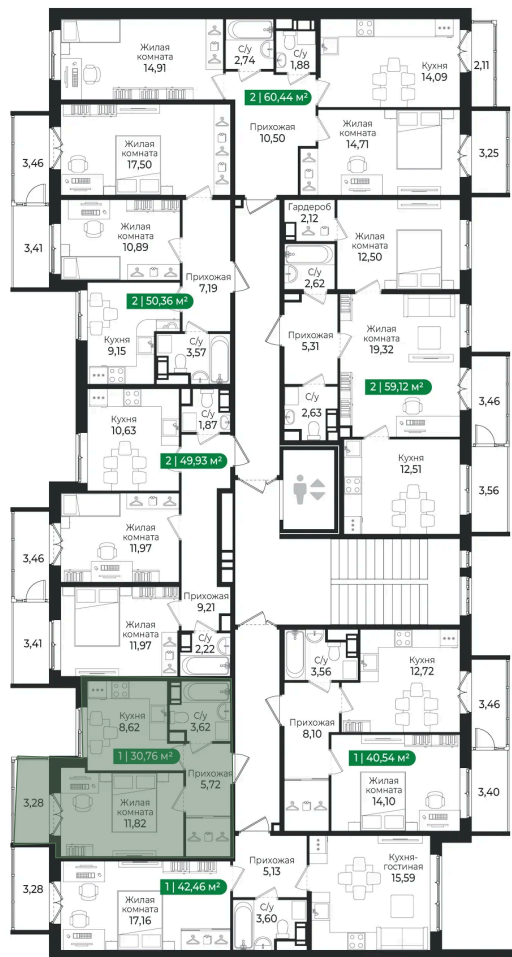 Жилая
комната
14,91
С/у
2,74
С/у
1,88
Кухня
14,09
2,11
2 | 60,44 м²
Прихожая
10,50
Жилая
комната
14,71
3,25
3,46
Жилая
комната
17,50
3,41
Жилая
комната
10,89
Гардероб
2,12
Жилая
комната
12,50
С/у
2,62
Прихожая
7,19
2 | 50,36 м²
Кухня
9,15
С/у
3,57
Прихожая
5,31
Жилая
комната
19,32
2 | 59,12 м²
3,46
С/у
2,63
Кухня
10,63
С/у
1,87
2 | 49,93 м²
12,51
3,56
Жилая
комната
11,97
3,46
Прихожая
9,21
3,41
Жилая
комната
11,97
С/у
2,22
С/у
3,56
Кухня
12,72
3,46
Прихожая
8,10
Кухня
8,62
С/у
3,62
1 | 30,76 м²
Прихожая
5,72
1 | 40,54 м²
Жилая
комната
14,10
3,40
3,28
Жилая
комната
11,82
3,28
1 | 42,46 м²
Прихожая
5,13
Кухня-
гостиная
15,59
Жилая
комната
17,16
С/у
3,60